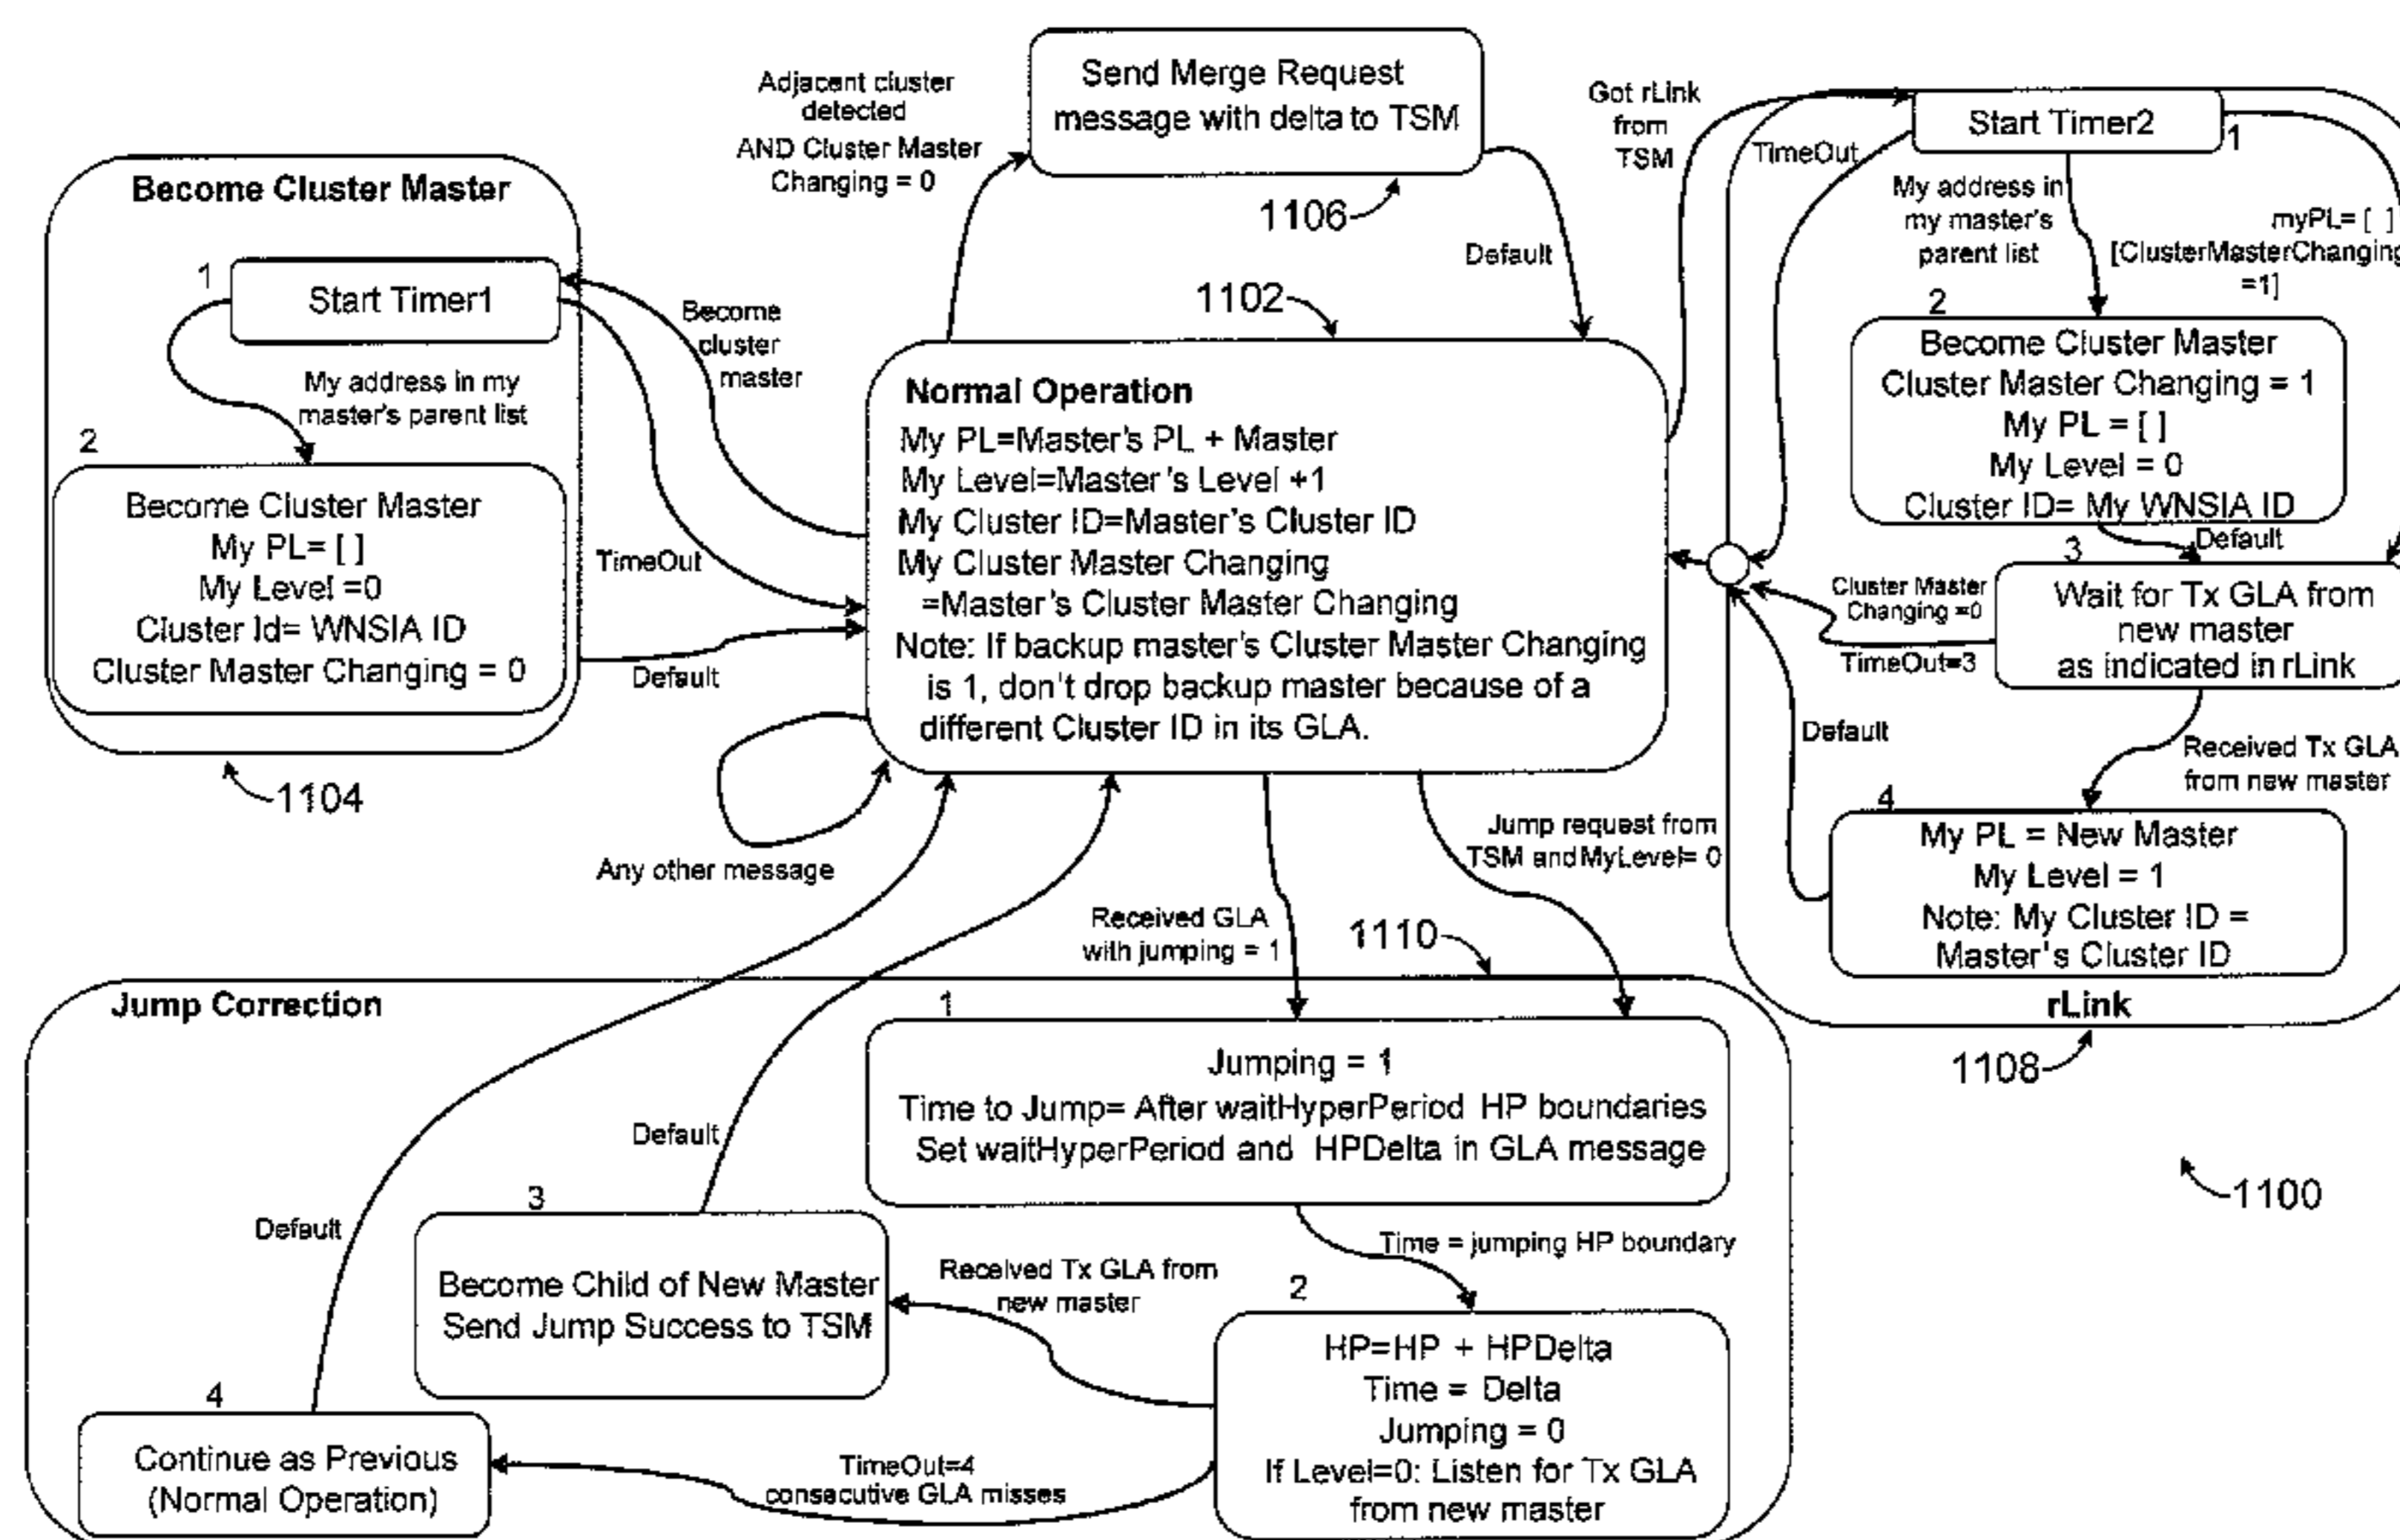 Adjacent cluster
detected
AND Cluster Master
Changing = 0
Send Merge Request
message with delta to TSM
1106
Default
Got rLink
from
TSM
TimeOut
Start Timer2
1
My address in
my master's
parent list
myPL= [ ]
[ClusterMasterChanging
=1]
2
Become Cluster Master
Cluster Master Changing = 1
My PL = [ ]
My Level = 0
Cluster ID= My WNSIA ID
Default
3
Wait for Tx GLA from
new master
as indicated in rLink
Cluster Master
Changing =0
TimeOut=3
Default
Received Tx GLA
from new master
4
My PL = New Master
My Level = 1
Note: My Cluster ID =
Master's Cluster ID
rLink
1108
Become Cluster Master
1
Start Timer1
My address in my
master's parent list
2
Become Cluster Master
My PL= [ ]
My Level =0
Cluster Id= WNSIA ID
Cluster Master Changing = 0
1104
Become
cluster
master
TimeOut
Default
1102
Normal Operation
My PL=Master's PL + Master
My Level=Master's Level +1
My Cluster ID=Master's Cluster ID
My Cluster Master Changing
=Master's Cluster Master Changing
Note: If backup master's Cluster Master Changing
is 1, don't drop backup master because of a
different Cluster ID in its GLA.
Any other message
Received GLA
with jumping = 1
Jump request from
TSM andMyLevel= 0
1110
Jump Correction
1
Jumping = 1
Time to Jump= After waitHyperPeriod HP boundaries
Set waitHyperPeriod and HPDelta in GLA message
Time = jumping HP boundary
2
HP=HP + HPDelta
Time = Delta
Jumping = 0
If Level=0: Listen for Tx GLA
from new master
Received Tx GLA from
new master
3
Become Child of New Master
Send Jump Success to TSM
Default
TimeOut=4
consecutive GLA misses
4
Continue as Previous
(Normal Operation)
Default
1100